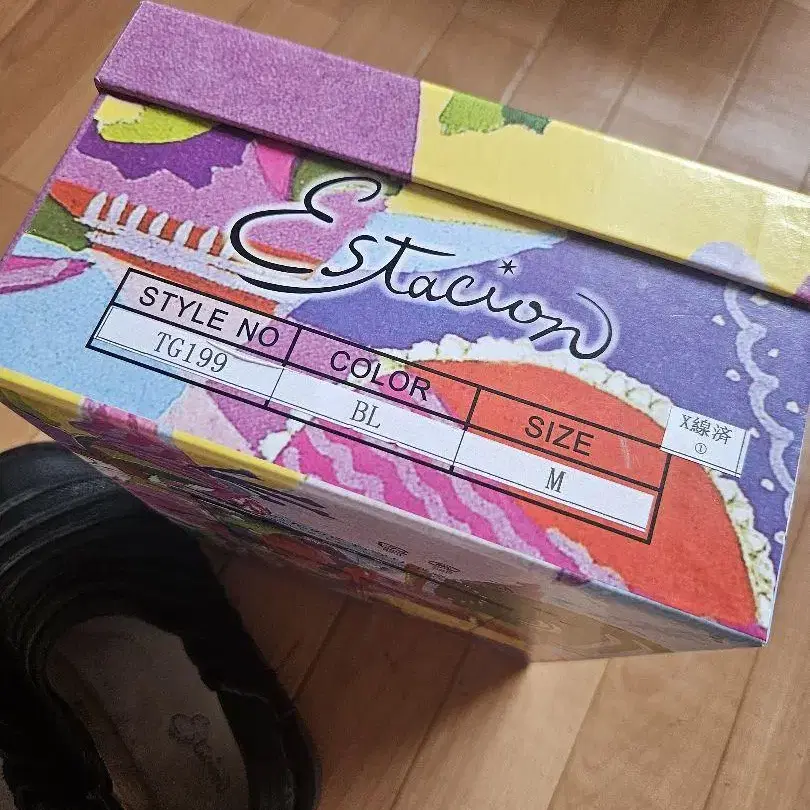 Estacion
STYLE NO COLOR SIZE
TG199 BL M
X線済
①